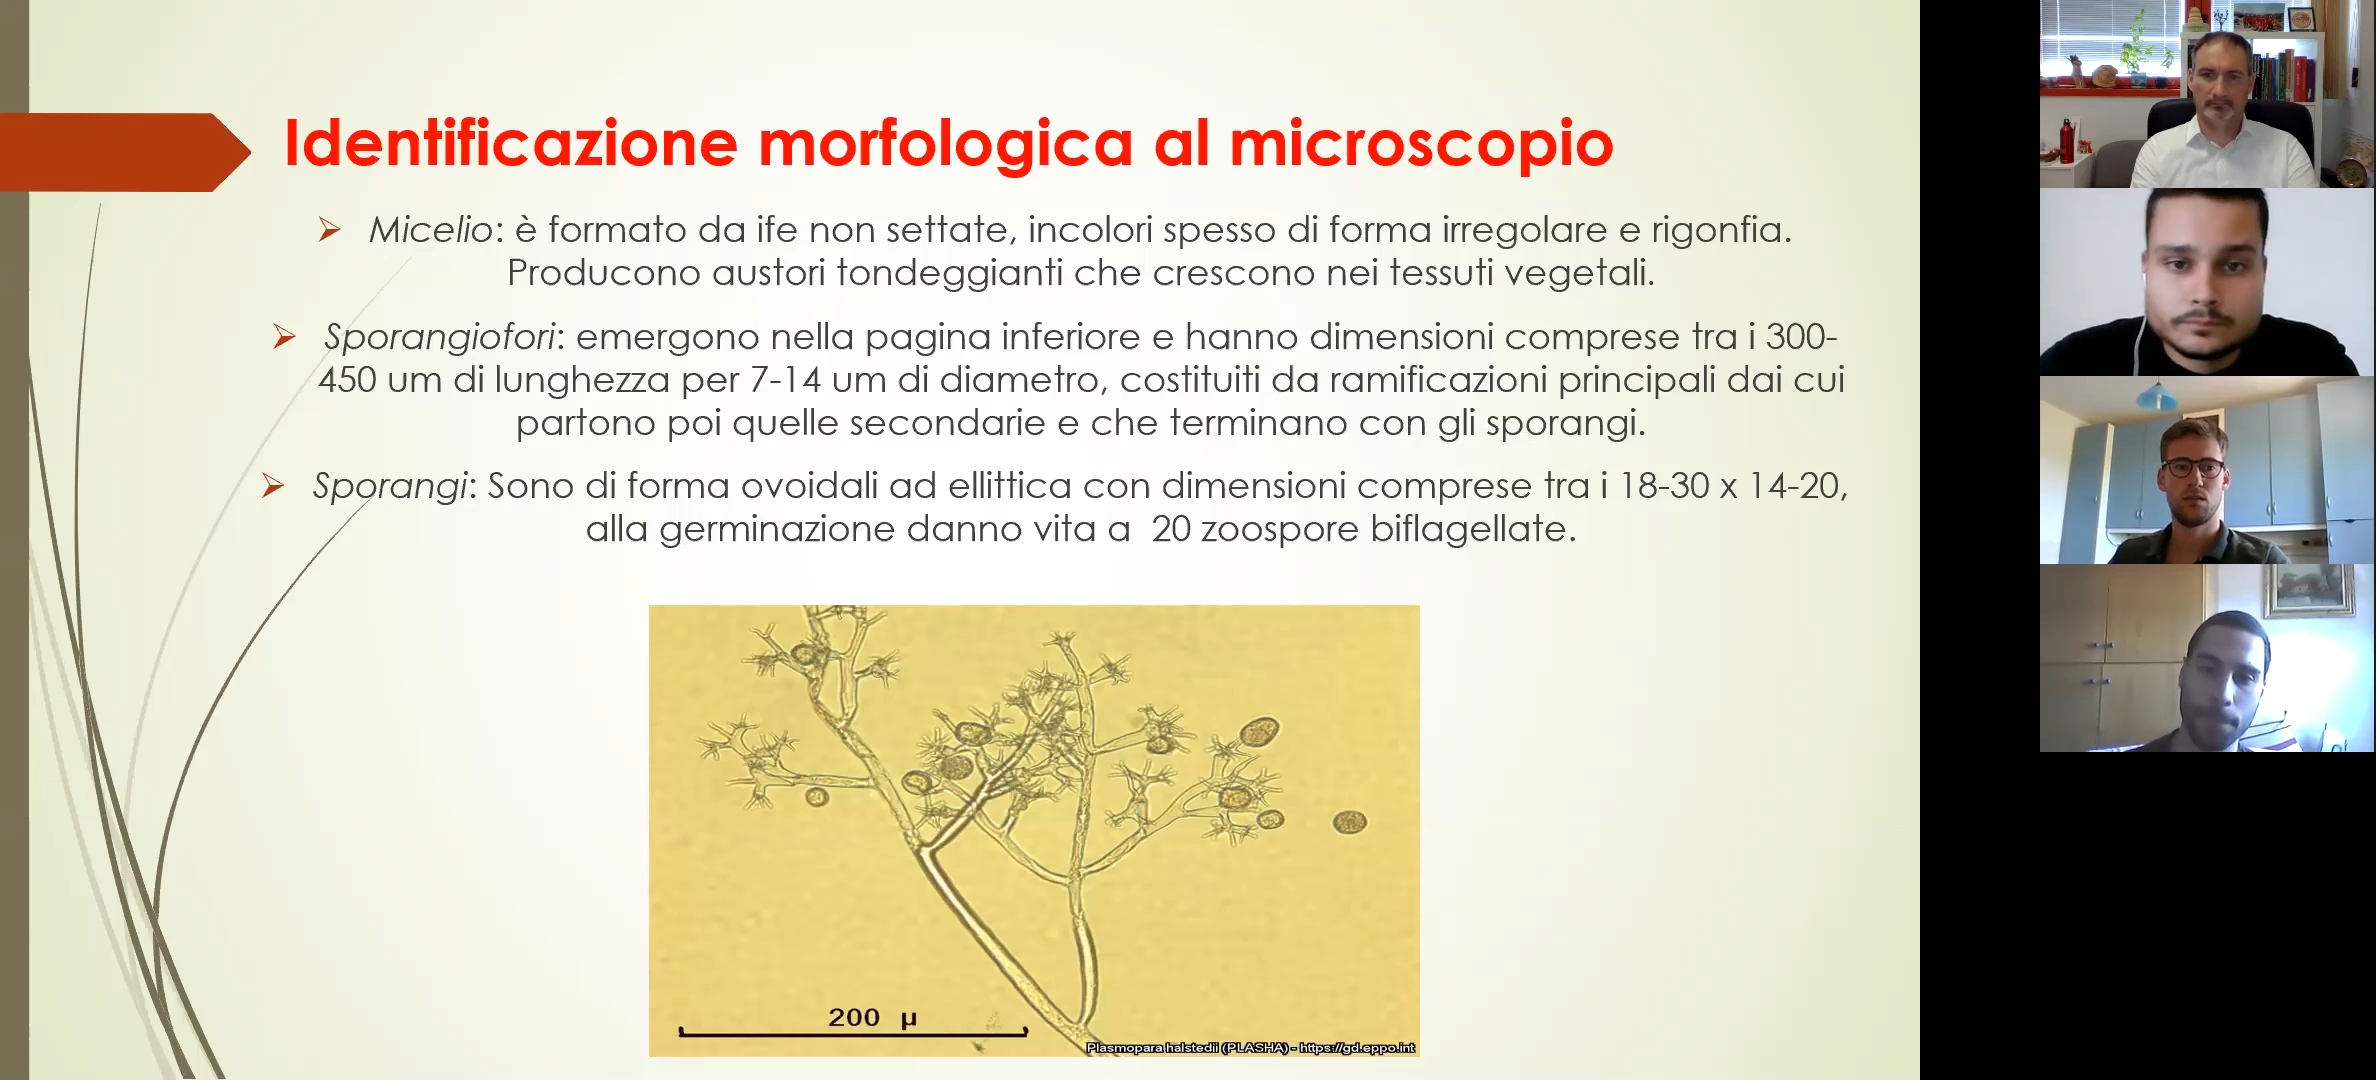 Identificazione morfologica al microscopio
Micelio: è formato da ife non settate, incolori spesso di forma irregolare e rigonfia.
Producono austori tondeggianti che crescono nei tessuti vegetali.
Sporangiofori: emergono nella pagina inferiore e hanno dimensioni comprese tra i 300-
450 um di lunghezza per 7-14 um di diametro, costituiti da ramificazioni principali dai cui
partono poi quelle secondarie e che terminano con gli sporangi.
Sporangi: Sono di forma ovoidali ad ellittica con dimensioni comprese tra i 18-30 x 14-20,
alla germinazione danno vita a  20 zoospore biflagellate.
200 µ
Plasmopara halstedii (PLASHA) - https://gd.eppo.int